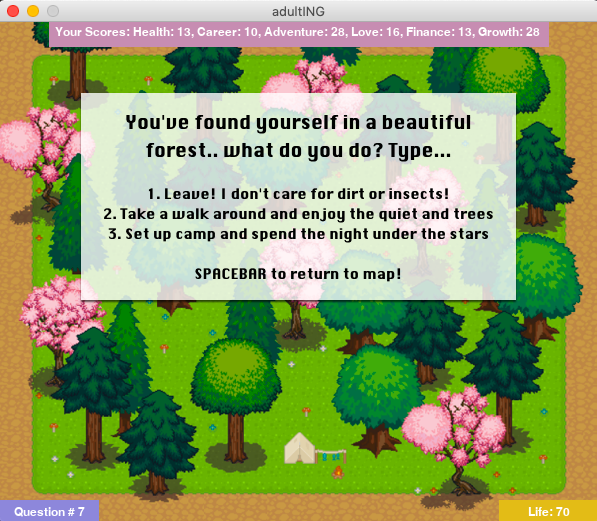 adultING
Your Scores: Health: 13, Career: 10, Adventure: 28, Love: 16, Finance: 13, Growth: 28
You've found yourself in a beautiful
forest.. what do you do? Type...
1. Leave! I don't care for dirt or insects!
2. Take a walk around and enjoy the quiet and trees
3. Set up camp and spend the night under the stars
SPACEBAR to return to map!
Question # 7
Life: 70